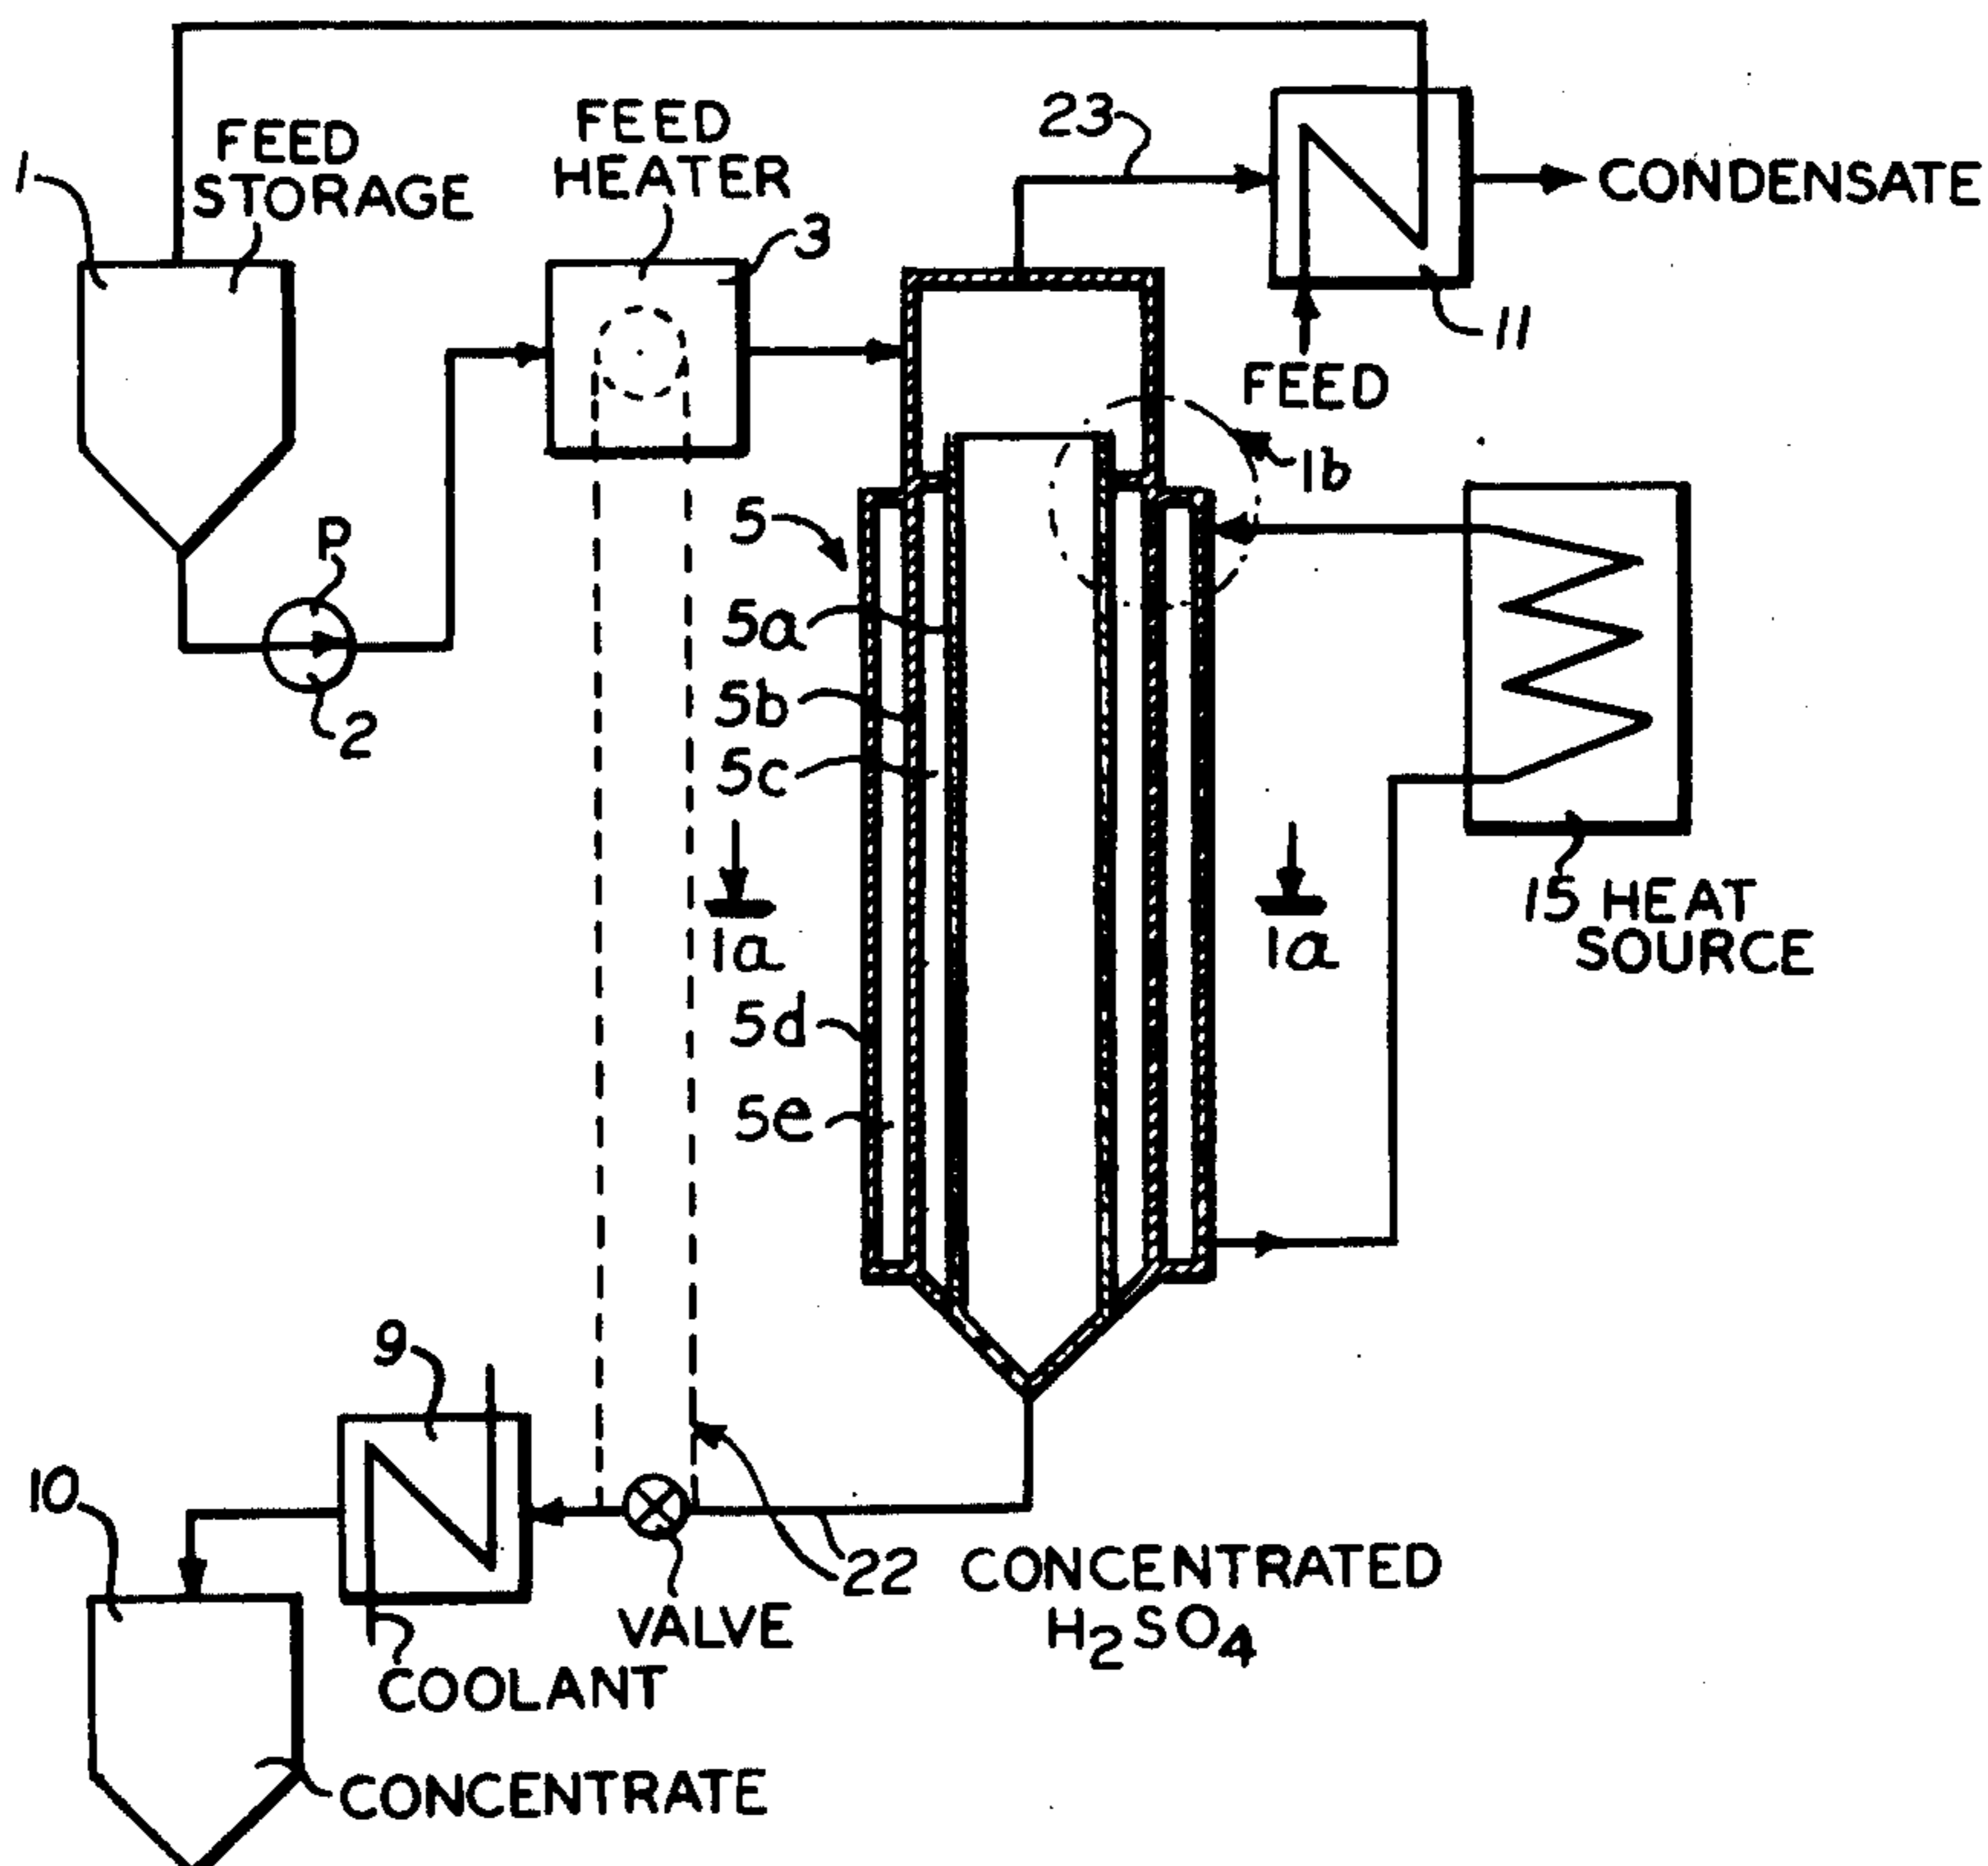 1
FEED
STORAGE
FEED
HEATER
3
23
CONDENSATE
11
FEED
1b
P
2
5
5a
5b
5c
1a
1a
5d
5e
15 HEAT
SOURCE
9
10
22
CONCENTRATED
H2SO4
VALVE
COOLANT
CONCENTRATE